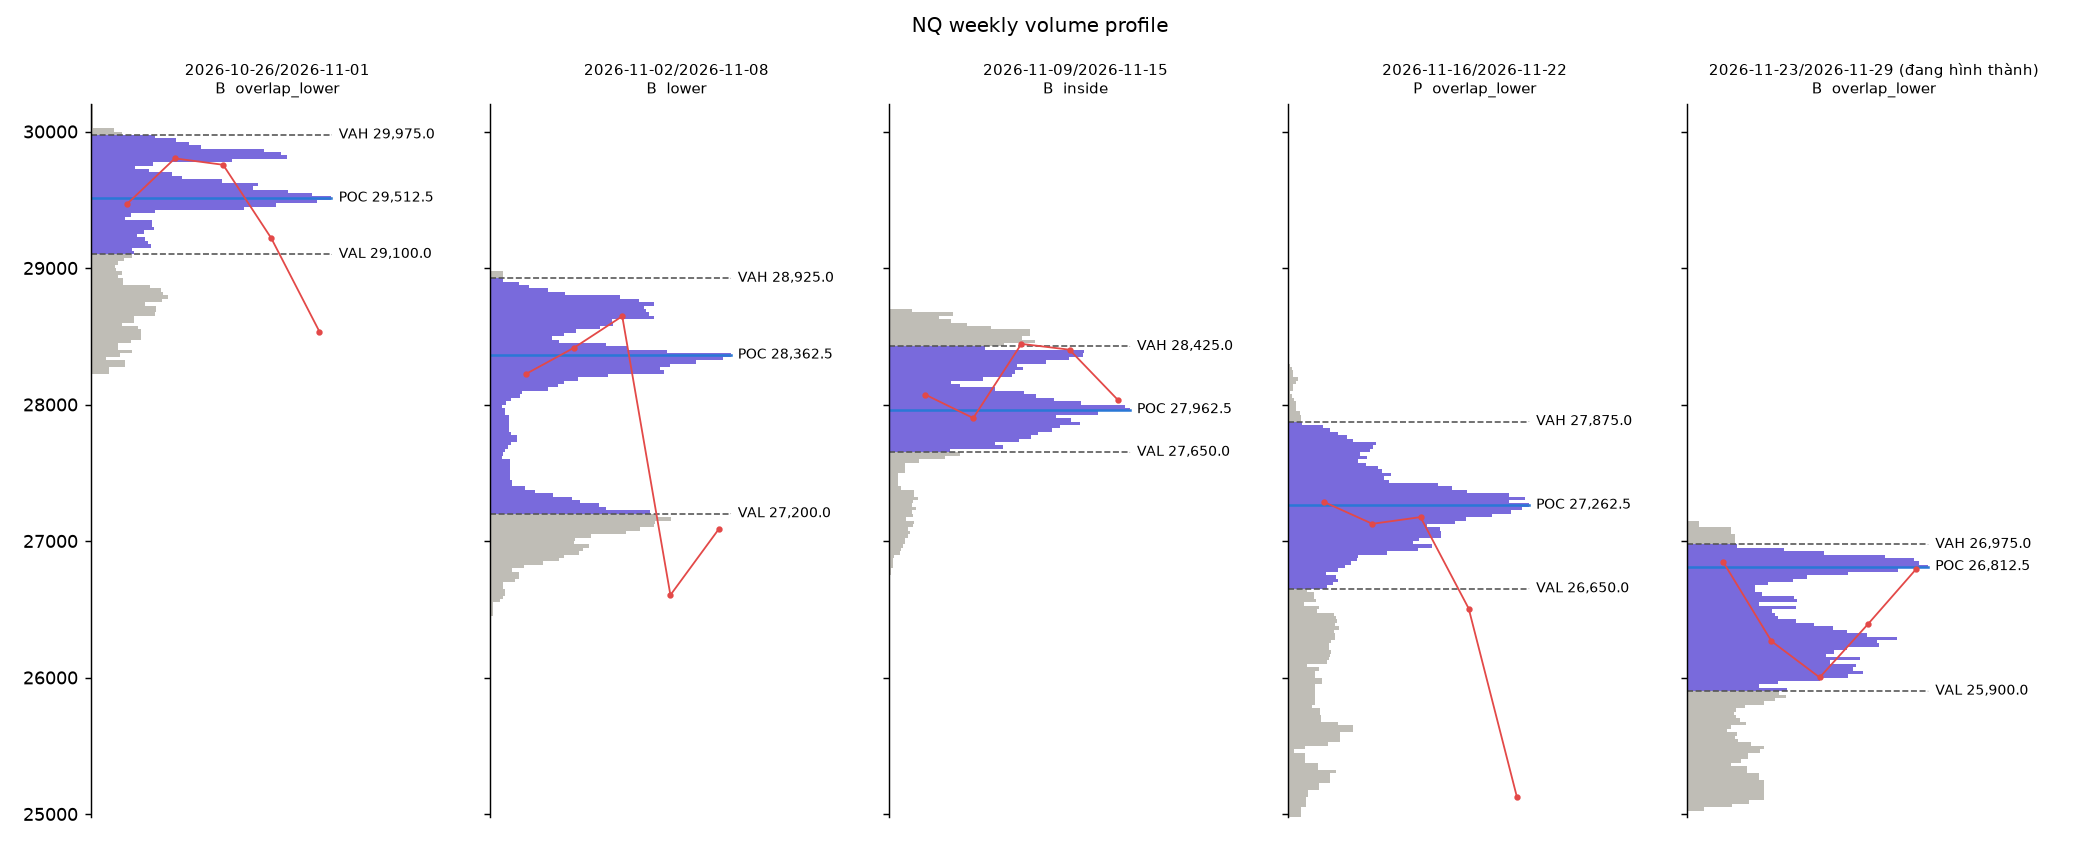 NQ weekly volume profile
2026-10-26/2026-11-01
B  overlap_lower
2026-11-02/2026-11-08
B  lower
2026-11-09/2026-11-15
B  inside
2026-11-16/2026-11-22
P  overlap_lower
2026-11-23/2026-11-29 (đang hình thành)
B  overlap_lower
30000
29000
28000
27000
26000
25000
VAH 29,975.0
POC 29,512.5
VAL 29,100.0
VAH 28,925.0
POC 28,362.5
VAL 27,200.0
VAH 28,425.0
POC 27,962.5
VAL 27,650.0
VAH 27,875.0
POC 27,262.5
VAL 26,650.0
VAH 26,975.0
POC 26,812.5
VAL 25,900.0